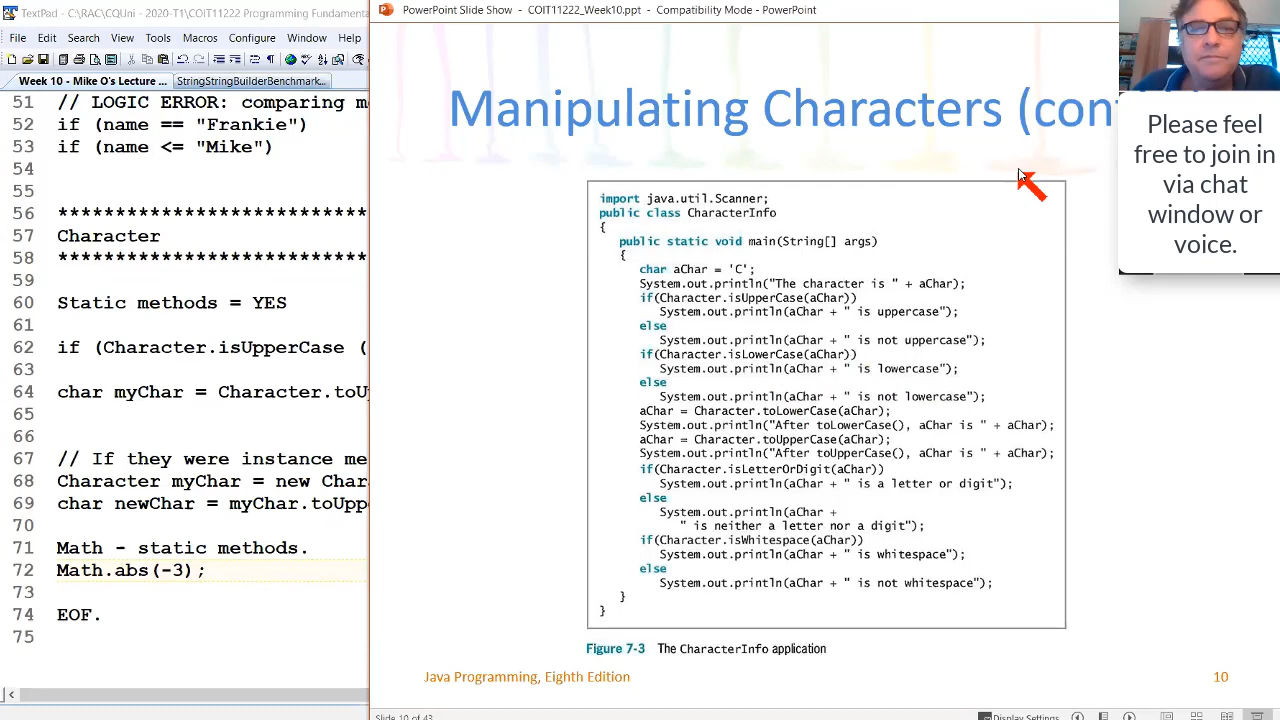 TextPad - C:\RAC\CQUni - 2020-T1\COIT11222 Programming Fundamenta
File Edit Search View Tools Macros Configure Window Help
Week 10 - Mike O's Lecture ...
StringStringBuilderBenchmark...
51 // LOGIC ERROR: comparing
52 if (name == "Frankie")
53 if (name <= "Mike")
54
55
56 ***************************
57 Character
58 ***************************
59
60 Static methods = YES
61
62 if (Character.isUpperCase (
63
64 char myChar = Character.toU
65
66
67 // If they were instance me
68 Character myChar = new Char
69 char newChar = myChar.toUpp
70
71 Math - static methods.
72 Math.abs(-3);
73
74 EOF.
75
PowerPoint Slide Show - COIT11222_Week10.ppt - Compatibility Mode - PowerPoint
Manipulating Characters (con
import java.util.Scanner;
public class CharacterInfo
{
public static void main(String[] args)
{
char aChar = 'C';
System.out.println("The character is " + aChar);
if(Character.isUpperCase(aChar))
System.out.println(aChar + " is uppercase");
else
System.out.println(aChar + " is not uppercase");
if(Character.isLowerCase(aChar))
System.out.println(aChar + " is lowercase");
else
System.out.println(aChar + " is not lowercase");
aChar = Character.toLowerCase(aChar);
System.out.println("After toLowerCase(), aChar is " + aChar);
aChar = Character.toUpperCase(aChar);
System.out.println("After toUpperCase(), aChar is " + aChar);
if(Character.isLetterOrDigit(aChar))
System.out.println(aChar + " is a letter or digit");
else
System.out.println(aChar +
" is neither a letter nor a digit");
if(Character.isWhitespace(aChar))
System.out.println(aChar + " is whitespace");
else
System.out.println(aChar + " is not whitespace");
}
}
Figure 7-3 The CharacterInfo application
Java Programming, Eighth Edition
10
Slide 10 of 43
Display Settings
Please feel
free to join in
via chat
window or
voice.